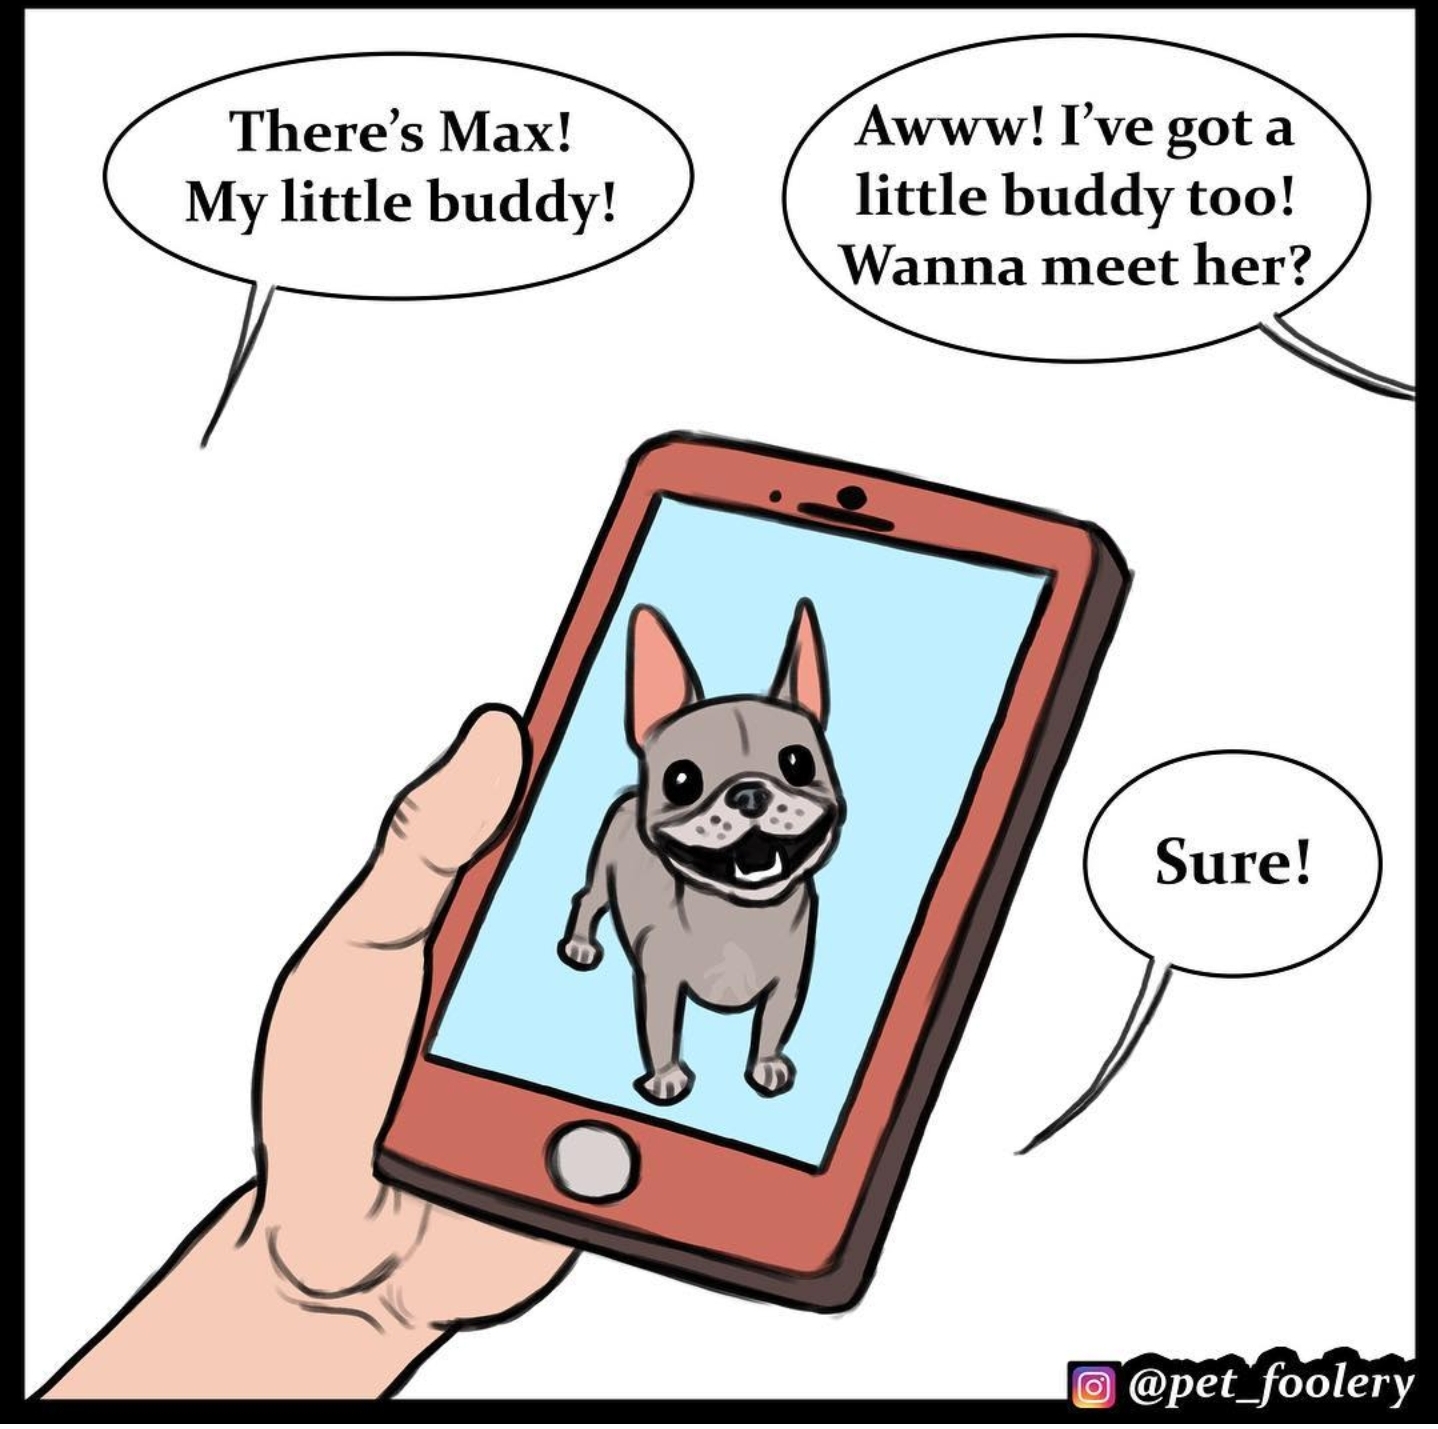 There’s Max!
My little buddy!
Awww! I’ve got a
little buddy too!
Wanna meet her?
Sure!
@pet_foolery